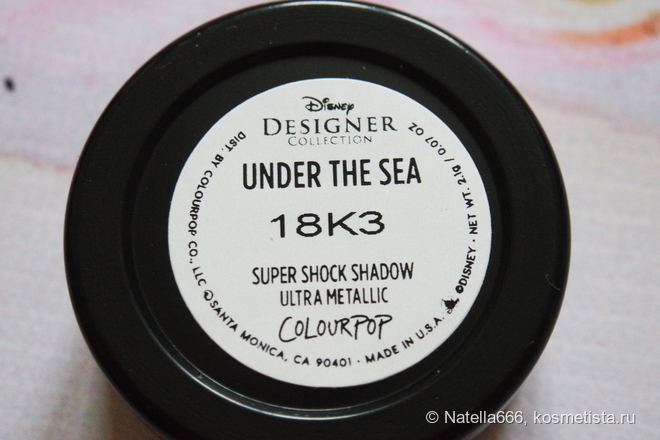 Disney
DESIGNER
COLLECTION
UNDER THE SEA
18K3
SUPER SHOCK SHADOW
ULTRA METALLIC
COLOURPOP
DIST. BY COLOURPOP CO., LLC SANTA MONICA, CA 90401 · MADE IN U.S.A. ©DISNEY · NET WT. 2.1g / 0.07 OZ
© Natella666, kosmetista.ru